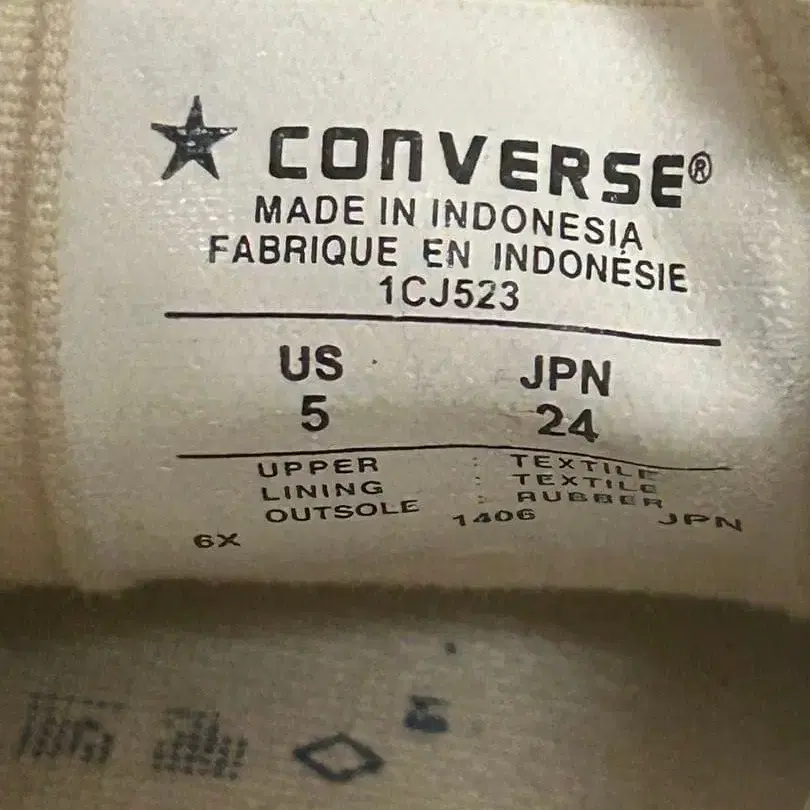 CONVERSE®
MADE IN INDONESIA
FABRIQUE EN INDONÉSIE
1CJ523
US JPN
5 24
UPPER : TEXTILE
LINING : TEXTILE
OUTSOLE : RUBBER
6X 1406 JPN